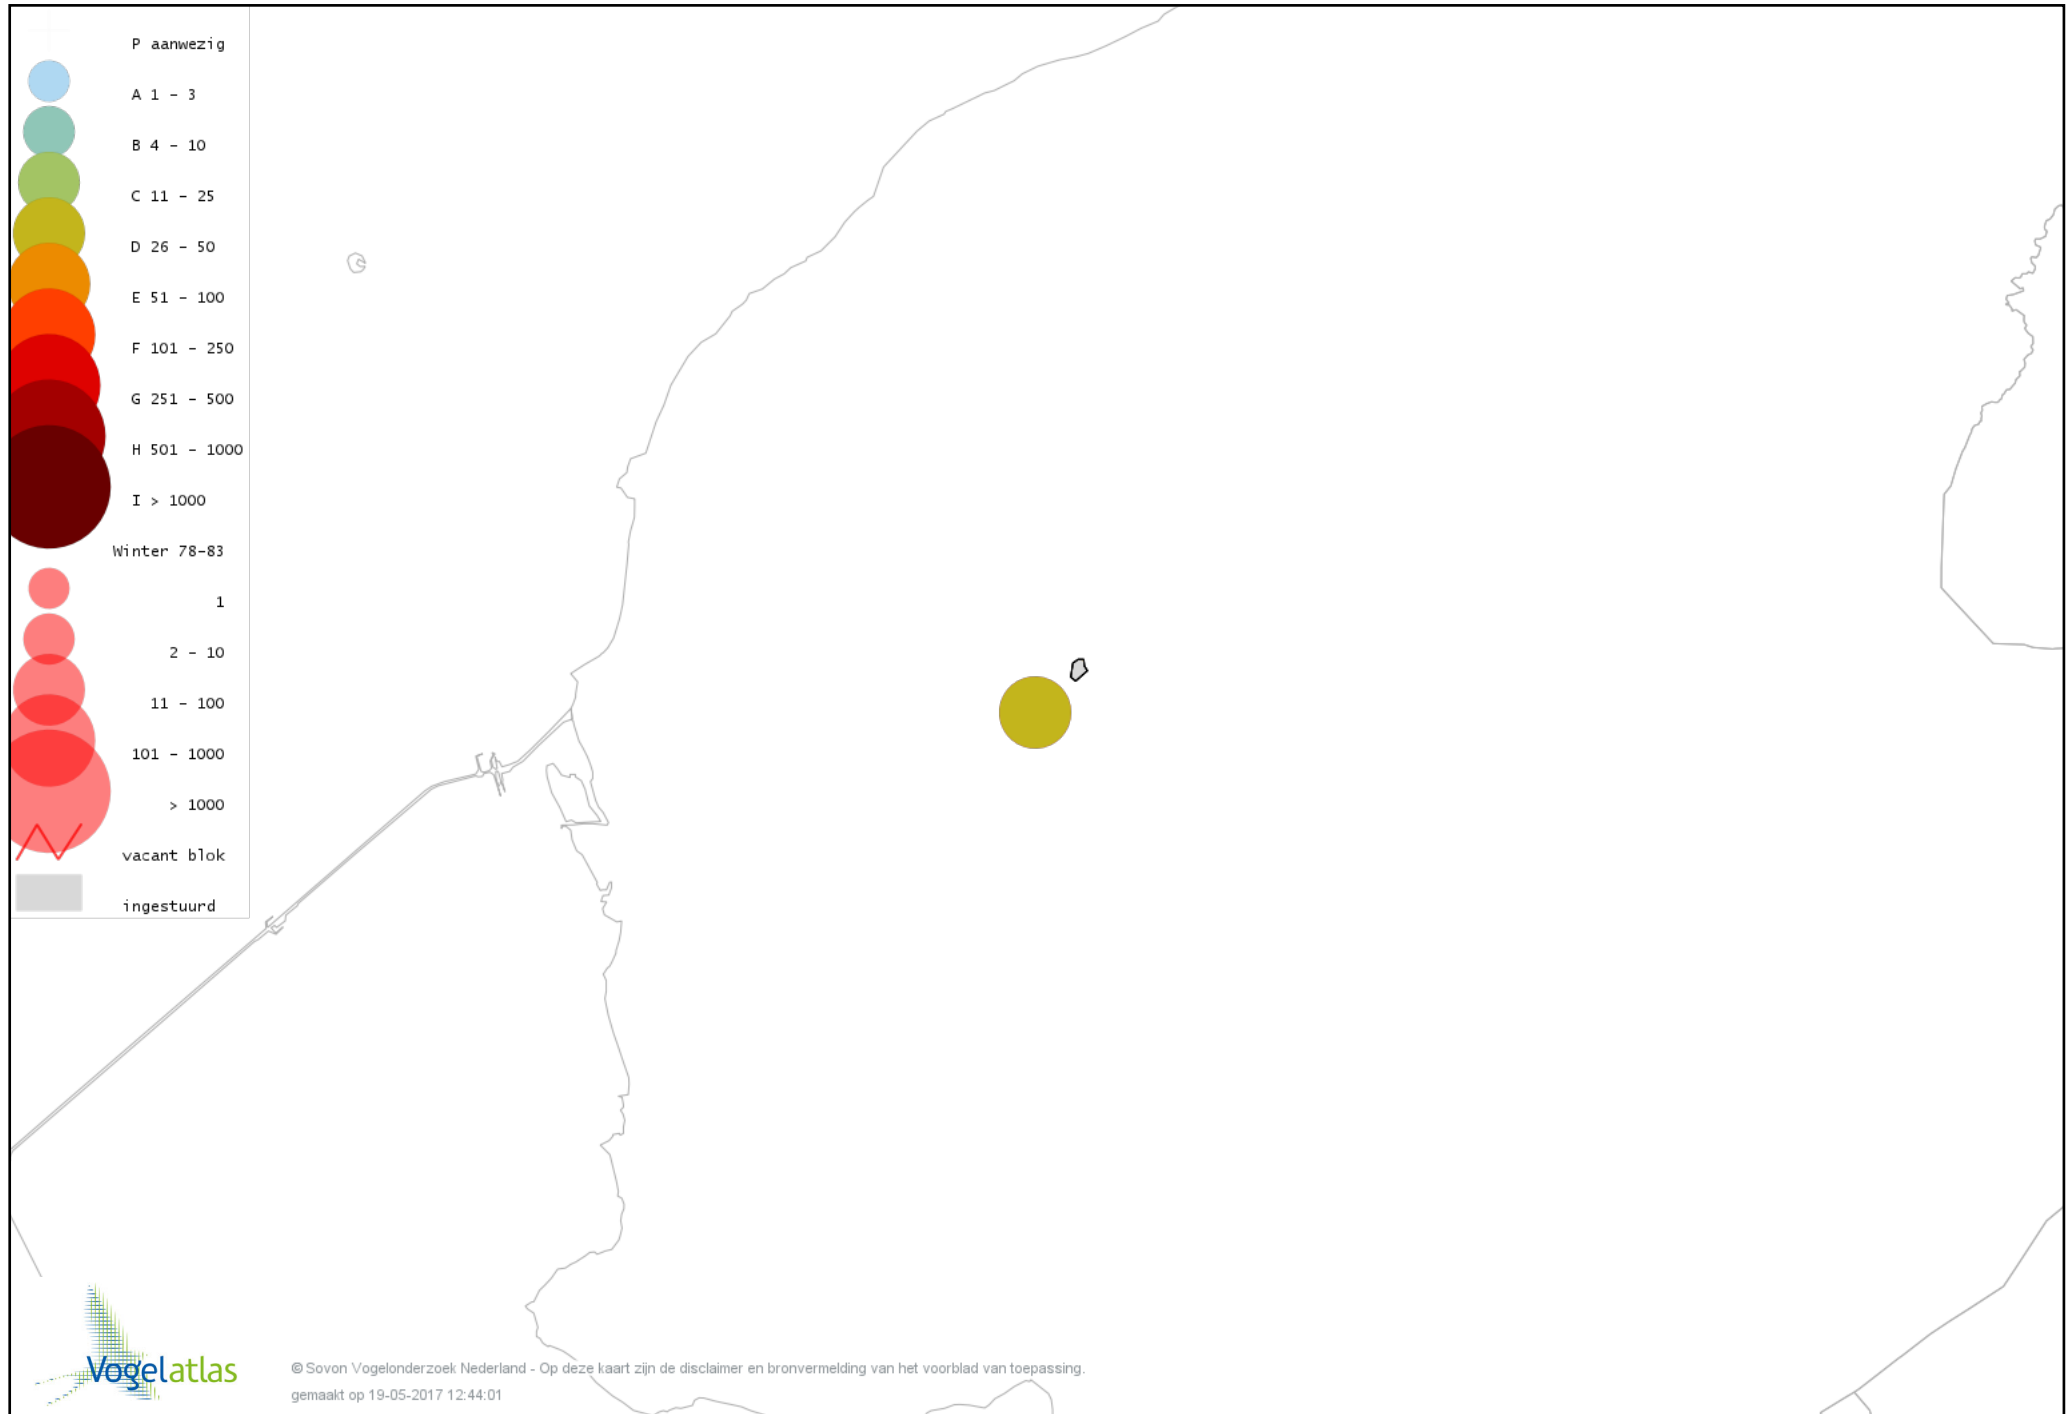 P aanwezig
A 1 - 3
B 4 - 10
C 11 - 25
D 26 - 50
E 51 - 100
F 101 - 250
G 251 - 500
H 501 - 1000
I > 1000
Winter 78-83
1
2 - 10
11 - 100
101 - 1000
> 1000
vacant blok
ingestuurd
Vogelatlas
© Sovon Vogelonderzoek Nederland - Op deze kaart zijn de disclaimer en bronvermelding van het voorblad van toepassing.
gemaakt op 19-05-2017 12:44:01